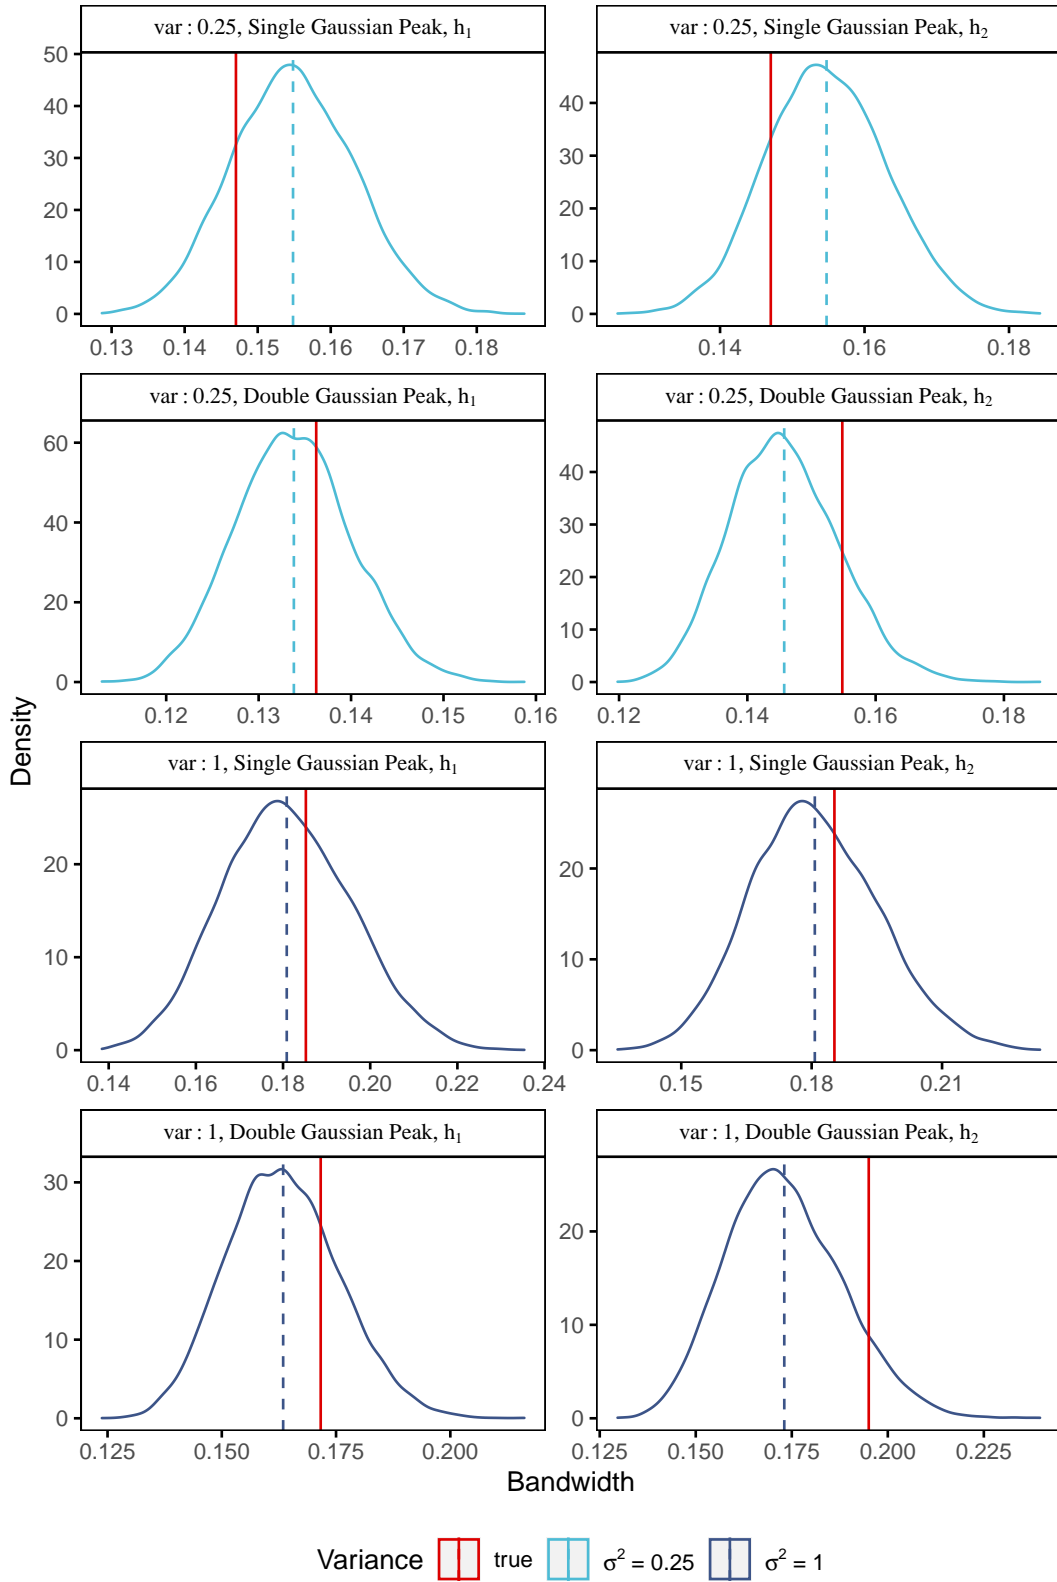 var : 0.25, Single Gaussian Peak, h₁
var : 0.25, Single Gaussian Peak, h₂
50
40
30
20
10
0
0.13 0.14 0.15 0.16 0.17 0.18
40
30
20
10
0
0.14 0.16 0.18
var : 0.25, Double Gaussian Peak, h₁
var : 0.25, Double Gaussian Peak, h₂
60
40
20
0
0.12 0.13 0.14 0.15 0.16
40
30
20
10
0
0.12 0.14 0.16 0.18
Density
var : 1, Single Gaussian Peak, h₁
var : 1, Single Gaussian Peak, h₂
20
10
0
0.14 0.16 0.18 0.20 0.22 0.24
20
10
0
0.15 0.18 0.21
var : 1, Double Gaussian Peak, h₁
var : 1, Double Gaussian Peak, h₂
30
20
10
0
0.125 0.150 0.175 0.200
20
10
0
0.125 0.150 0.175 0.200 0.225
Bandwidth
Variance true σ² = 0.25 σ² = 1